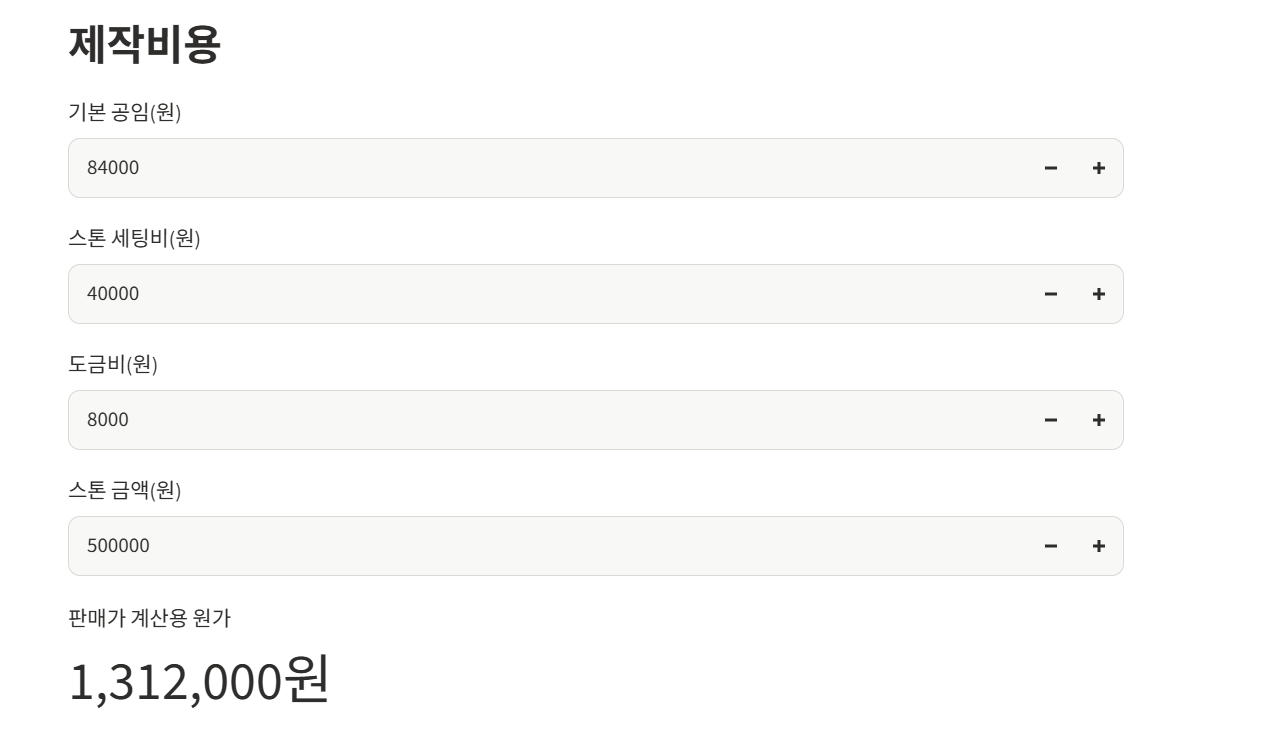 제작비용
기본 공임(원)
84000
스톤 세팅비(원)
40000
도금비(원)
8000
스톤 금액(원)
500000
판매가 계산용 원가
1,312,000원